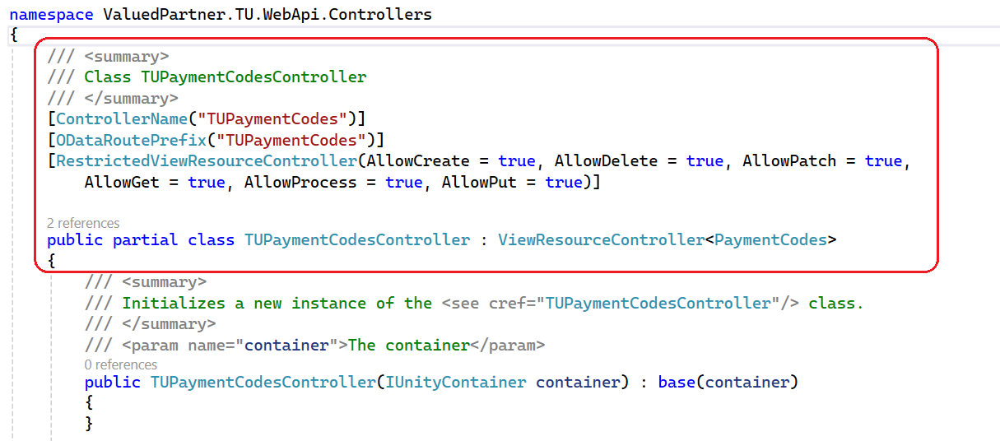 namespace ValuedPartner.TU.WebApi.Controllers
{
/// <summary>
/// Class TUPaymentCodesController
/// </summary>
[ControllerName("TUPaymentCodes")]
[ODataRoutePrefix("TUPaymentCodes")]
[RestrictedViewResourceController(AllowCreate = true, AllowDelete = true, AllowPatch = true,
AllowGet = true, AllowProcess = true, AllowPut = true)]
2 references
public partial class TUPaymentCodesController : ViewResourceController<PaymentCodes>
{
/// <summary>
/// Initializes a new instance of the <see cref="TUPaymentCodesController"/> class.
/// </summary>
/// <param name="container">The container</param>
0 references
public TUPaymentCodesController(IUnityContainer container) : base(container)
{
}